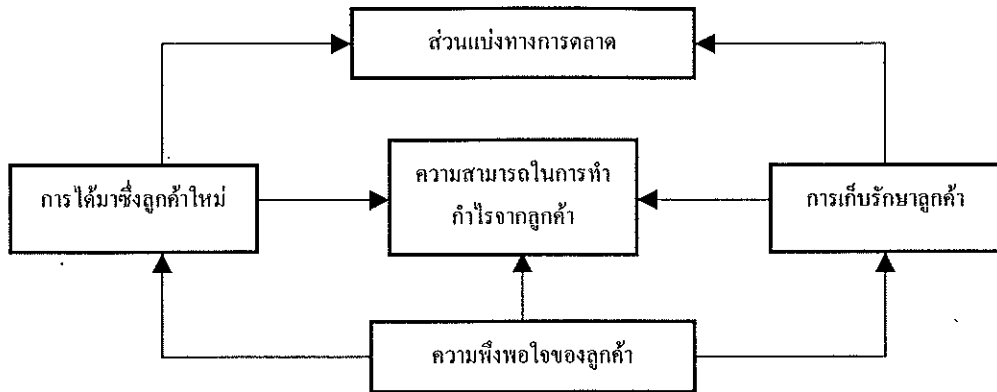 ส่วนแบ่งทางการตลาด
การได้มาซึ่งลูกค้าใหม่
ความสามารถในการทำ
กำไรจากลูกค้า
การเก็บรักษาลูกค้า
ความพึงพอใจของลูกค้า